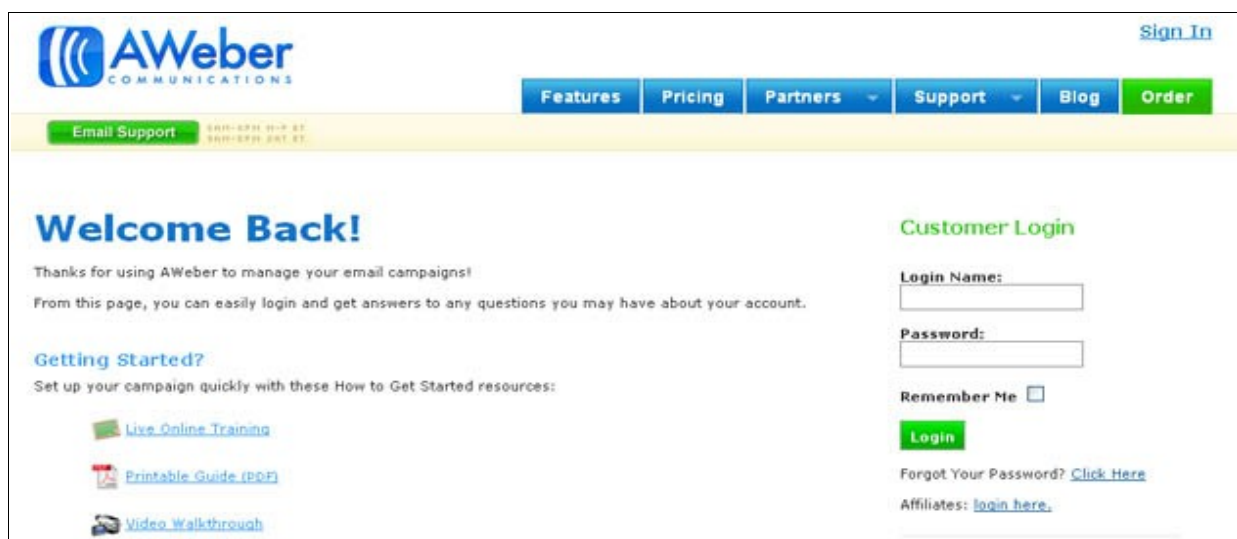 AWeber
COMMUNICATIONS
Sign In
Features Pricing Partners Support Blog Order
Email Support
Welcome Back!
Thanks for using AWeber to manage your email campaigns!
From this page, you can easily login and get answers to any questions you may have about your account.
Getting Started?
Set up your campaign quickly with these How to Get Started resources:
Live Online Training
Printable Guide (PDF)
Video Walkthrough
Customer Login
Login Name:
Password:
Remember Me
Login
Forgot Your Password? Click Here
Affiliates: login here.